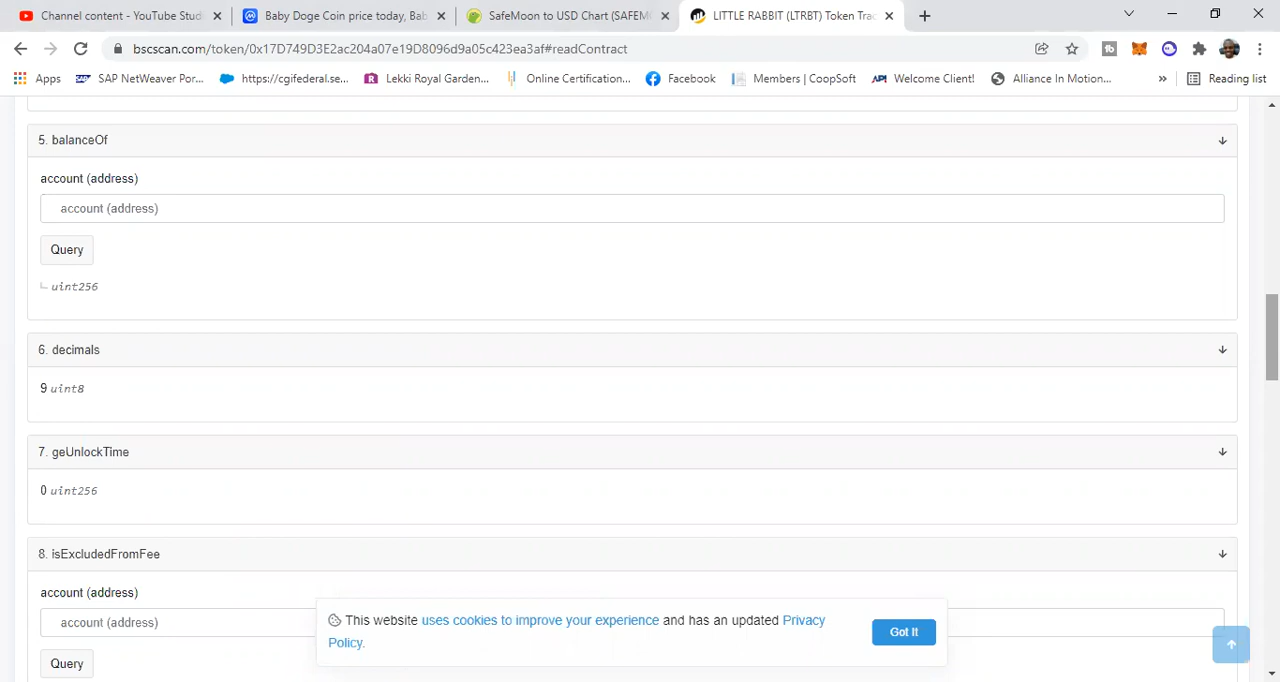 Channel content - YouTube Studi
Baby Doge Coin price today, Bab
SafeMoon to USD Chart (SAFEM
LITTLE RABBIT (LTRBT) Token Trac
bscscan.com/token/0x17D749D3E2ac204a07e19D8096d9a05c423ea3af#readContract
Apps
SAP NetWeaver Por...
https://onfederal.se...
Lekki Royal Garden...
Online Certification...
Facebook
Members | CoopSoft
API Welcome Client!
Alliance In Motion...
»
Reading list
5. balanceOf
account (address)
account (address)
Query
uint256
6. decimals
9 uint8
7. geUnlockTime
0 uint256
8. isExcludedFromFee
account (address)
account (address)
Query
This website uses cookies to improve your experience and has an updated Privacy
Policy.
Got It